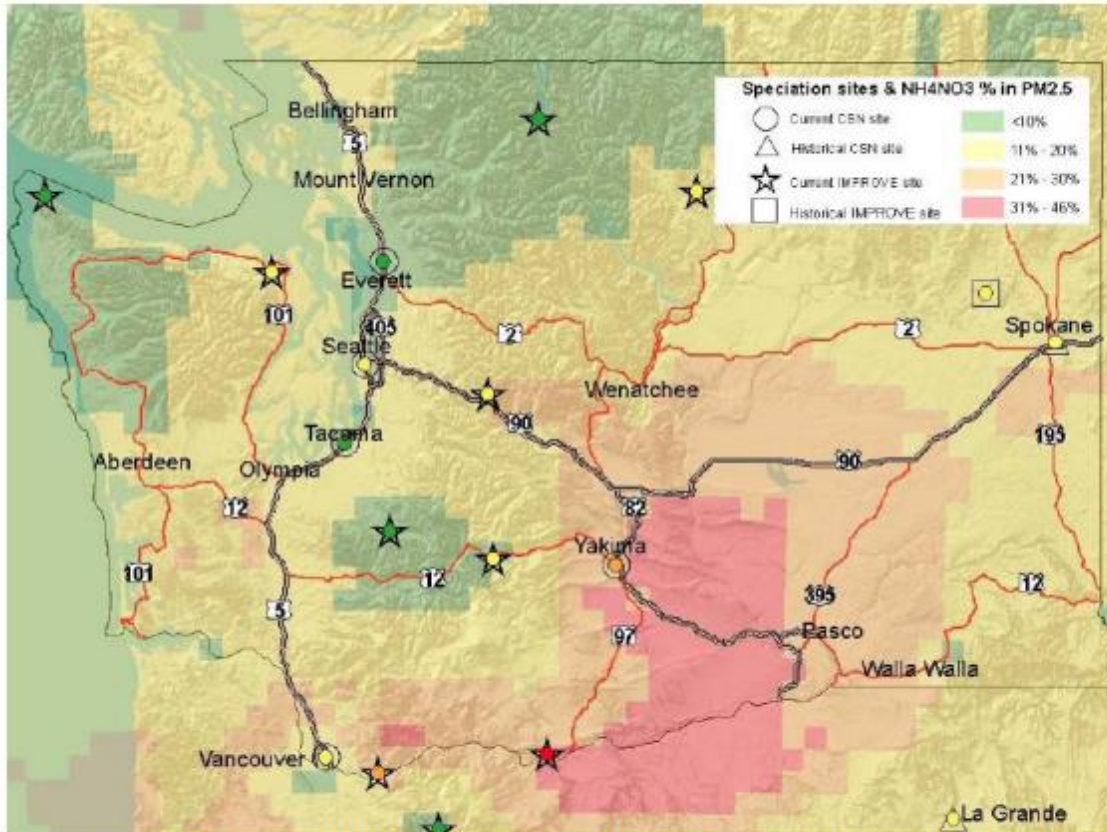 Speciation sites & NH4NO3 % in PM2.5
Current CSN site
Historical CSN site
Current IMPROVE site
Historical IMPROVE site
<10%
11% - 20%
21% - 30%
31% - 46%
Bellingham
5
Mount Vernon
Everett
101
405
2
2
Seattle
Spokane
Wenatchee
90
Tacoma
195
Aberdeen
Olympia
90
12
82
Yakima
101
12
12
5
395
97
Pasco
Walla Walla
Vancouver
La Grande